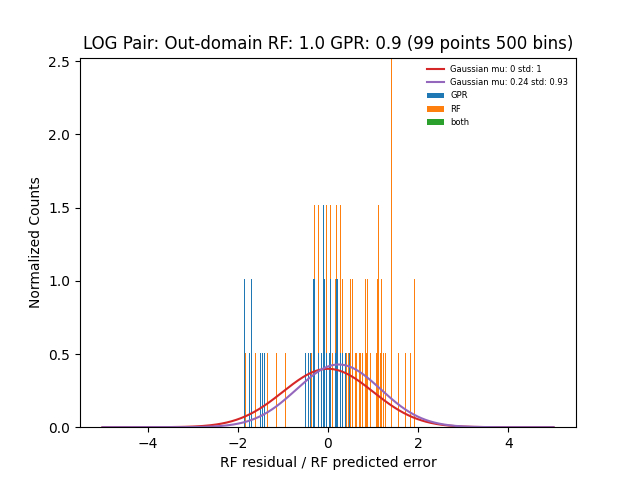 LOG Pair: Out-domain RF: 1.0 GPR: 0.9 (99 points 500 bins)
Gaussian mu: 0 std: 1
Gaussian mu: 0.24 std: 0.93
GPR
RF
both
Normalized Counts
2.5
2.0
1.5
1.0
0.5
0.0
−4
−2
0
2
4
RF residual / RF predicted error